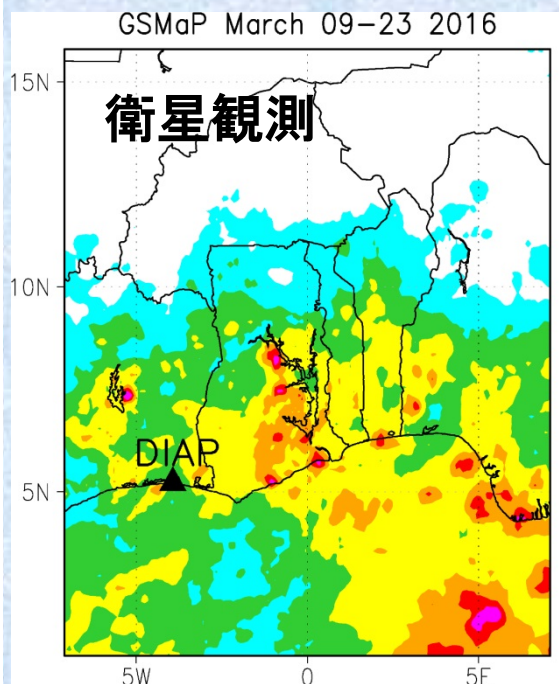 GSMaP March 09-23 2016
15N
衛星観測
10N
DIAP
5N
5W 0 5E